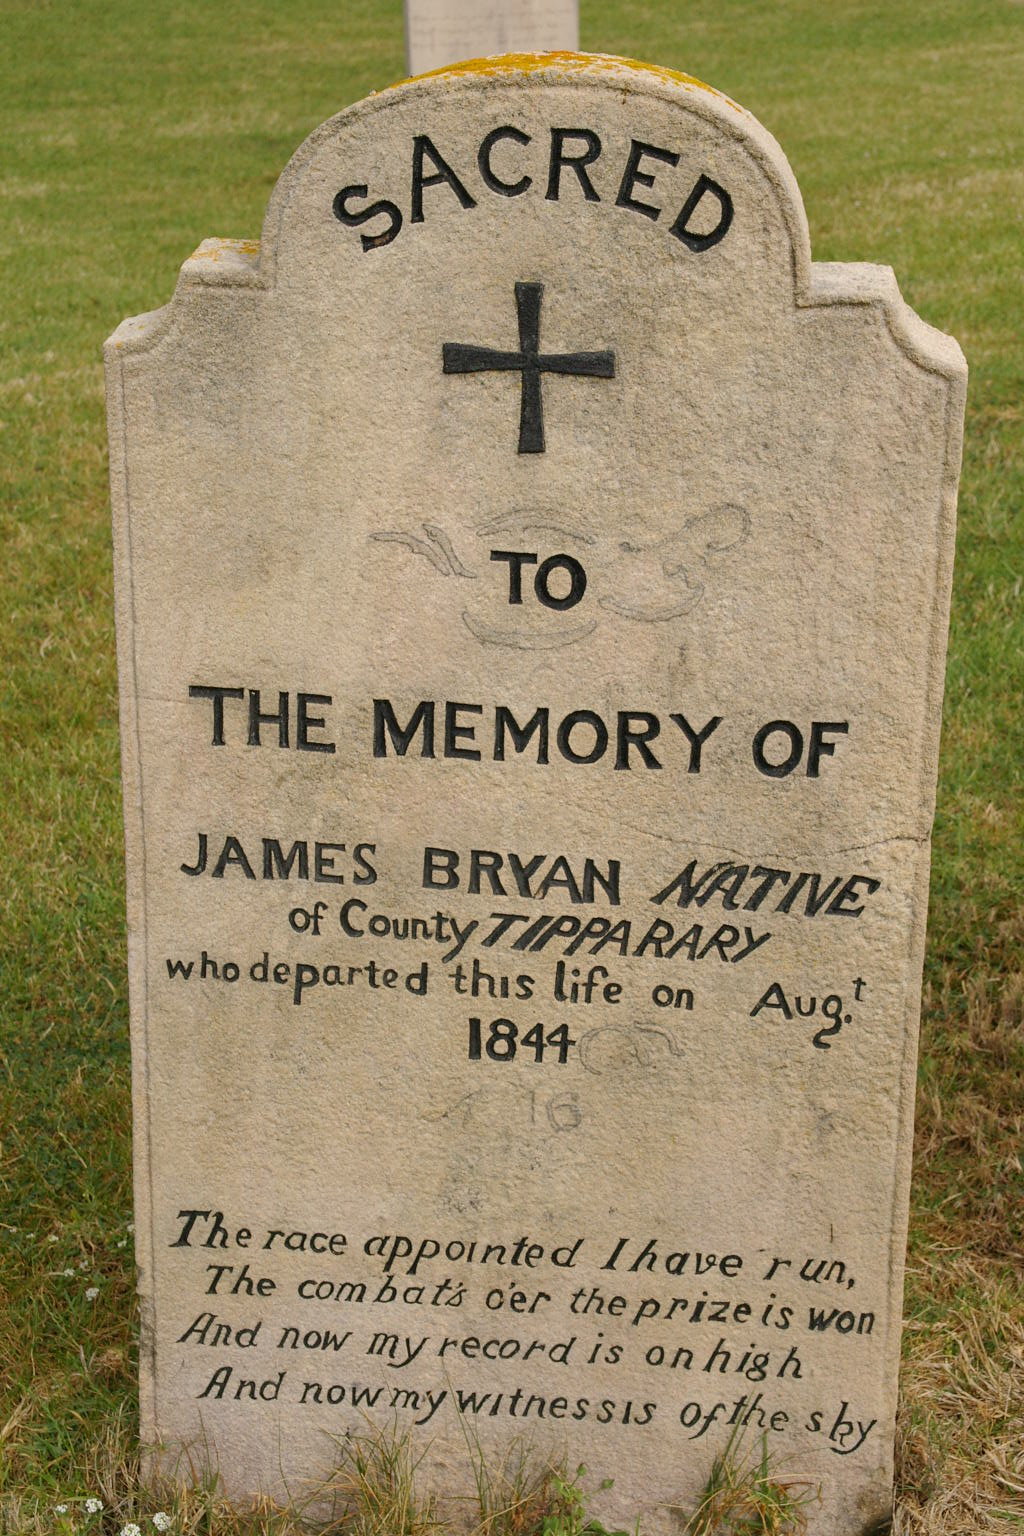 SACRED
TO
THE MEMORY OF
JAMES BRYAN NATIVE
of County TIPPARARY
who departed this life on Aug.t
1844
16
The race appointed I have run,
The combat's o'er the prize is won
And now my record is on high
And now my witness is of the sky